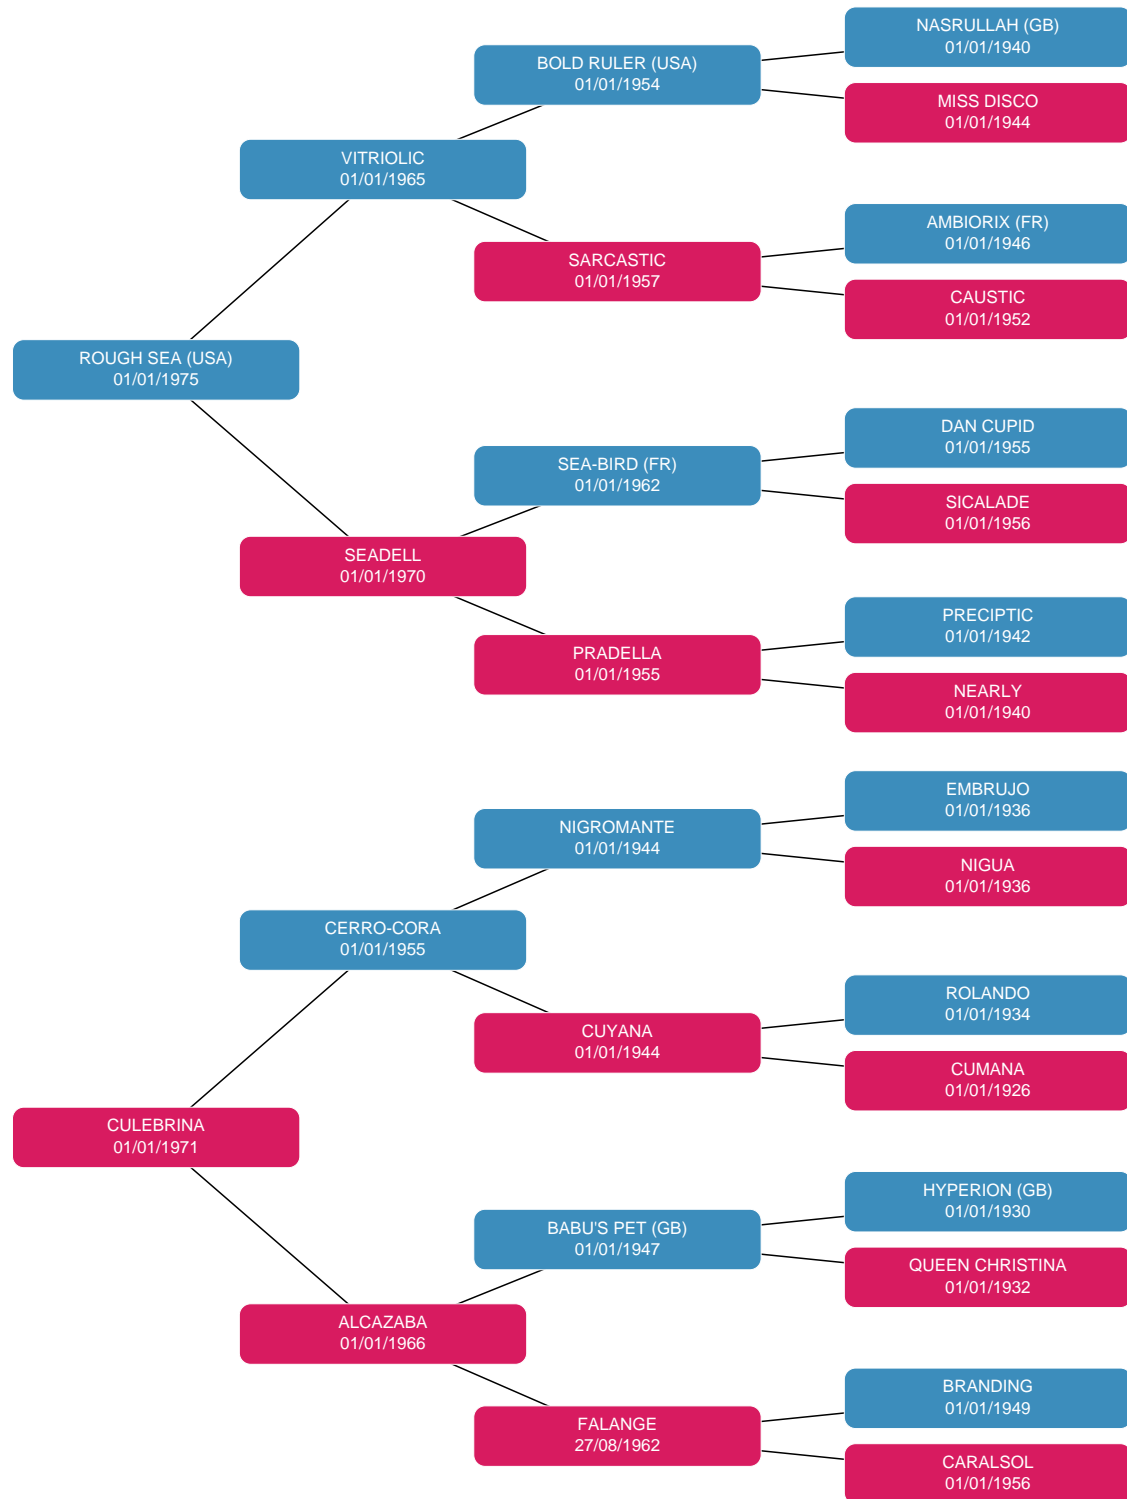 NASRULLAH (GB)
01/01/1940
BOLD RULER (USA)
01/01/1954
MISS DISCO
01/01/1944
VITRIOLIC
01/01/1965
AMBIORIX (FR)
01/01/1946
SARCASTIC
01/01/1957
CAUSTIC
01/01/1952
ROUGH SEA (USA)
01/01/1975
DAN CUPID
01/01/1955
SEA-BIRD (FR)
01/01/1962
SICALADE
01/01/1956
SEADELL
01/01/1970
PRECIPTIC
01/01/1942
PRADELLA
01/01/1955
NEARLY
01/01/1940
EMBRUJO
01/01/1936
NIGROMANTE
01/01/1944
NIGUA
01/01/1936
CERRO-CORA
01/01/1955
ROLANDO
01/01/1934
CUYANA
01/01/1944
CUMANA
01/01/1926
CULEBRINA
01/01/1971
HYPERION (GB)
01/01/1930
BABU'S PET (GB)
01/01/1947
QUEEN CHRISTINA
01/01/1932
ALCAZABA
01/01/1966
BRANDING
01/01/1949
FALANGE
27/08/1962
CARALSOL
01/01/1956